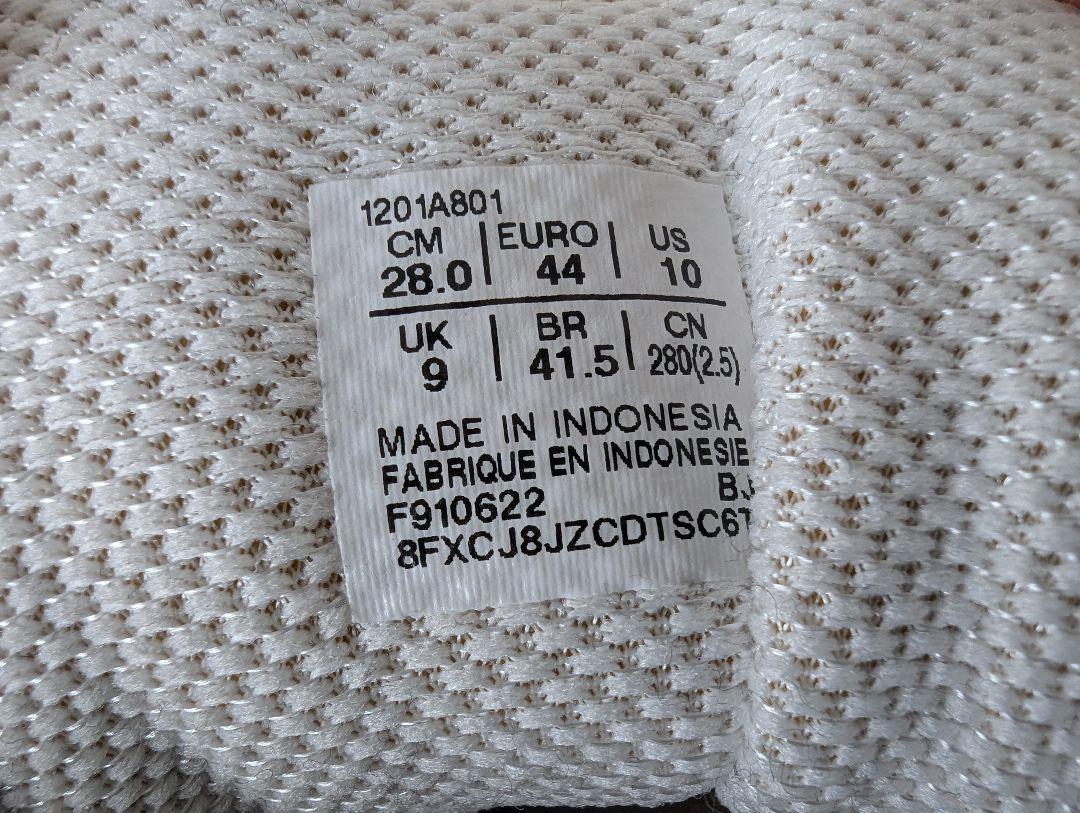 1201A801
CM | EURO | US
28.0 44 10
UK | BR | CN
9 41.5 280(2.5)
MADE IN INDONESIA
FABRIQUE EN INDONESIE
F910622
8FXCJ8JZCDTSC6T